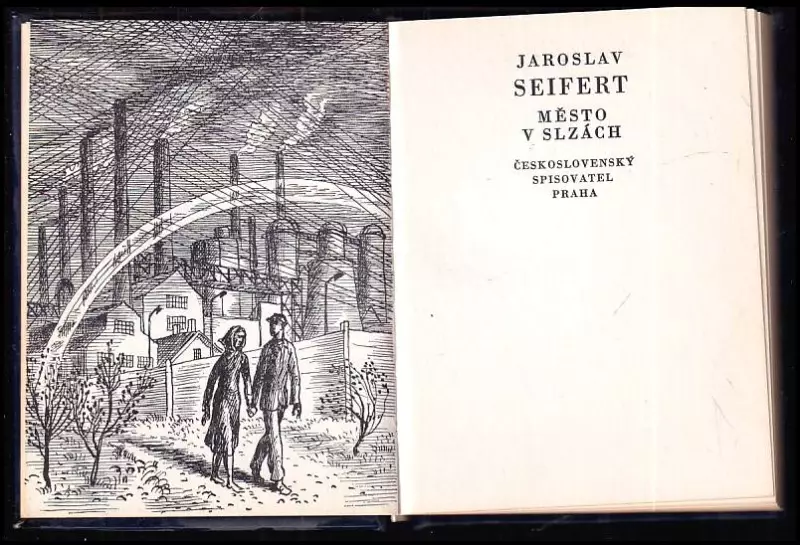 JAROSLAV
SEIFERT
MĚSTO
V SLZÁCH
ČESKOSLOVENSKÝ
SPISOVATEL
PRAHA